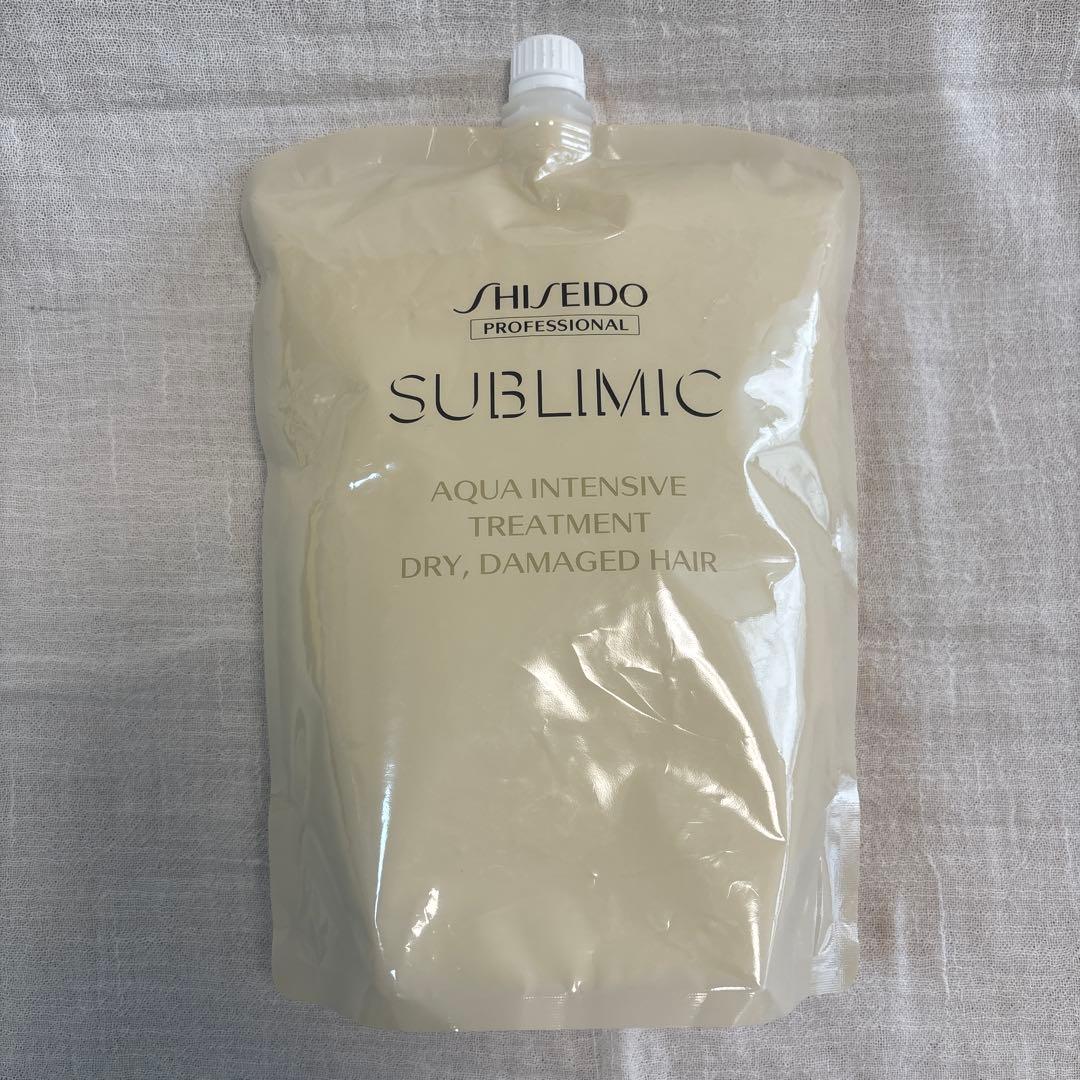 SHISEIDO
PROFESSIONAL
SUBLIMIC
AQUA INTENSIVE
TREATMENT
DRY, DAMAGED HAIR